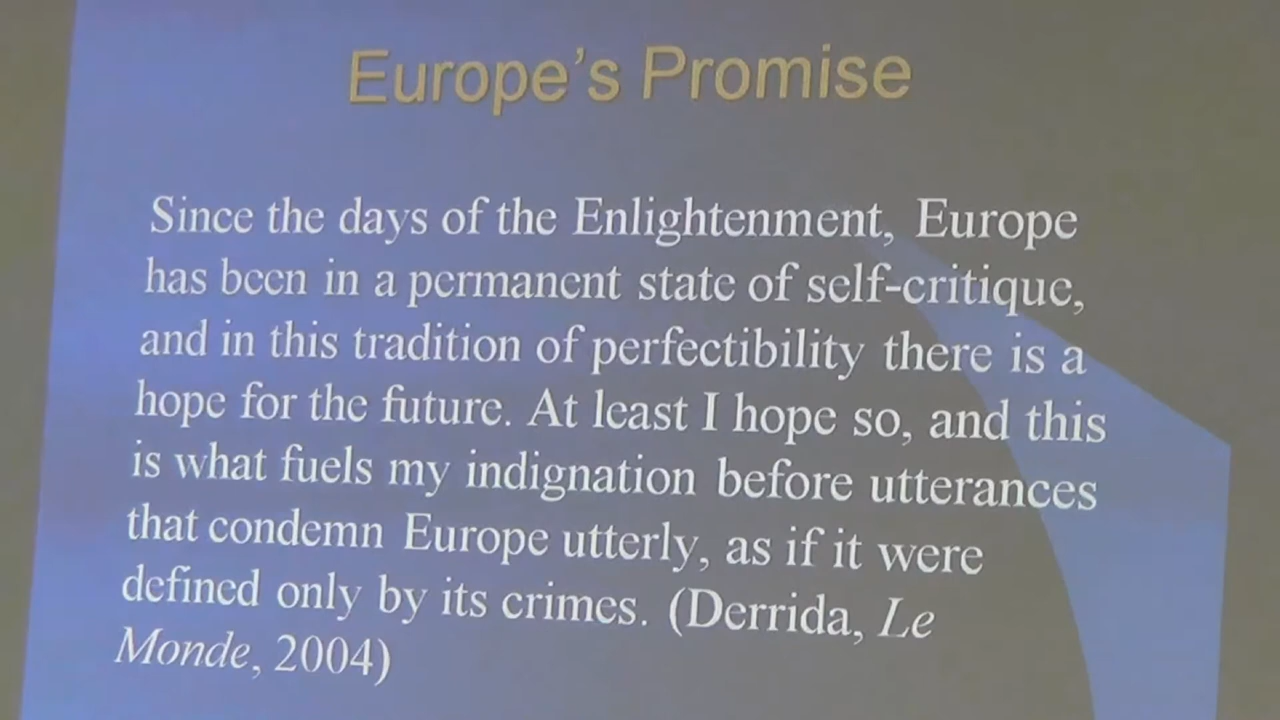 Europe's Promise
Since the days of the Enlightenment, Europe
has been in a permanent state of self-critique,
and in this tradition of perfectibility there is a
hope for the future. At least I hope so, and this
is what fuels my indignation before utterances
that condemn Europe utterly, as if it were
defined only by its crimes. (Derrida, Le
Monde, 2004)